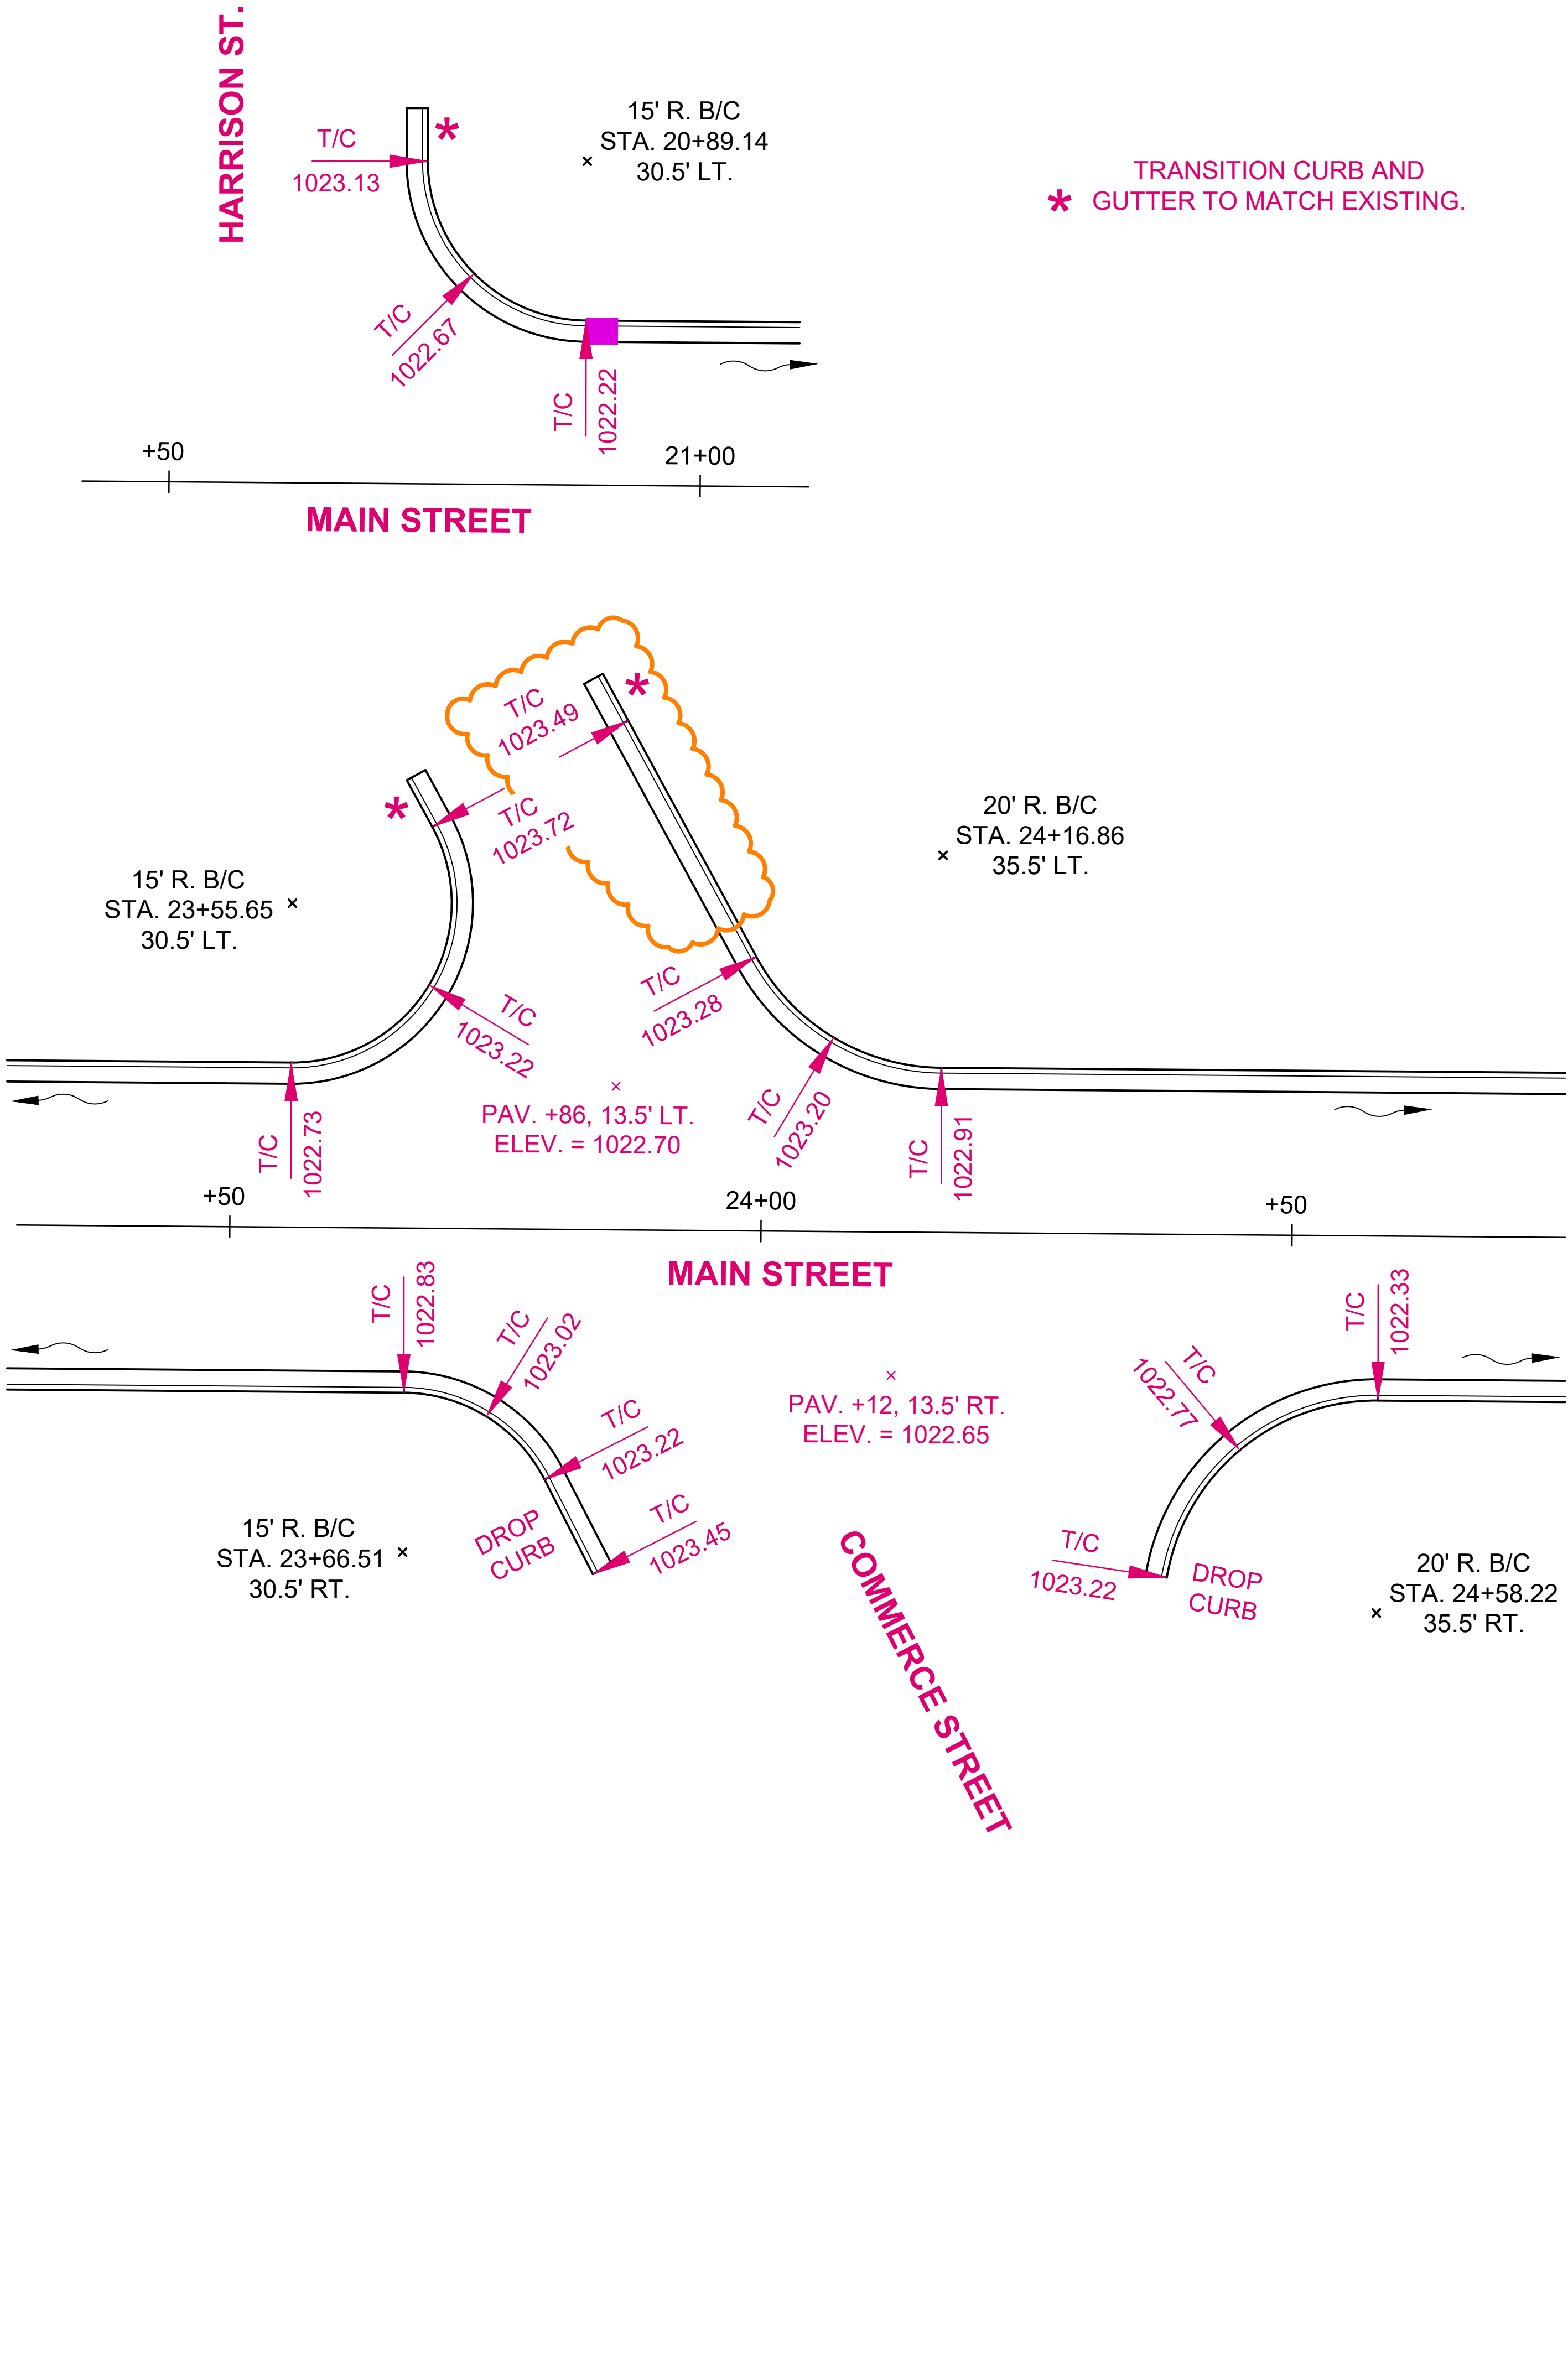 HARRISON ST.
15' R. B/C
STA. 20+89.14
30.5' LT.
T/C
1023.13
*
TRANSITION CURB AND
* GUTTER TO MATCH EXISTING.
T/C
1022.67
T/C
1022.22
+50
21+00
MAIN STREET
T/C
1023.49
*
T/C
1023.72
*
20' R. B/C
STA. 24+16.86
35.5' LT.
15' R. B/C
STA. 23+55.65
30.5' LT.
T/C
1023.28
T/C
1023.22
PAV. +86, 13.5' LT.
ELEV. = 1022.70
T/C
1022.73
T/C
1023.20
T/C
1022.91
+50
24+00
+50
MAIN STREET
T/C
1022.83
T/C
1023.02
T/C
1022.33
T/C
1022.77
PAV. +12, 13.5' RT.
ELEV. = 1022.65
T/C
1023.22
T/C
1023.45
DROP
CURB
15' R. B/C
STA. 23+66.51
30.5' RT.
COMMERCE STREET
T/C
1023.22
DROP
CURB
20' R. B/C
STA. 24+58.22
35.5' RT.